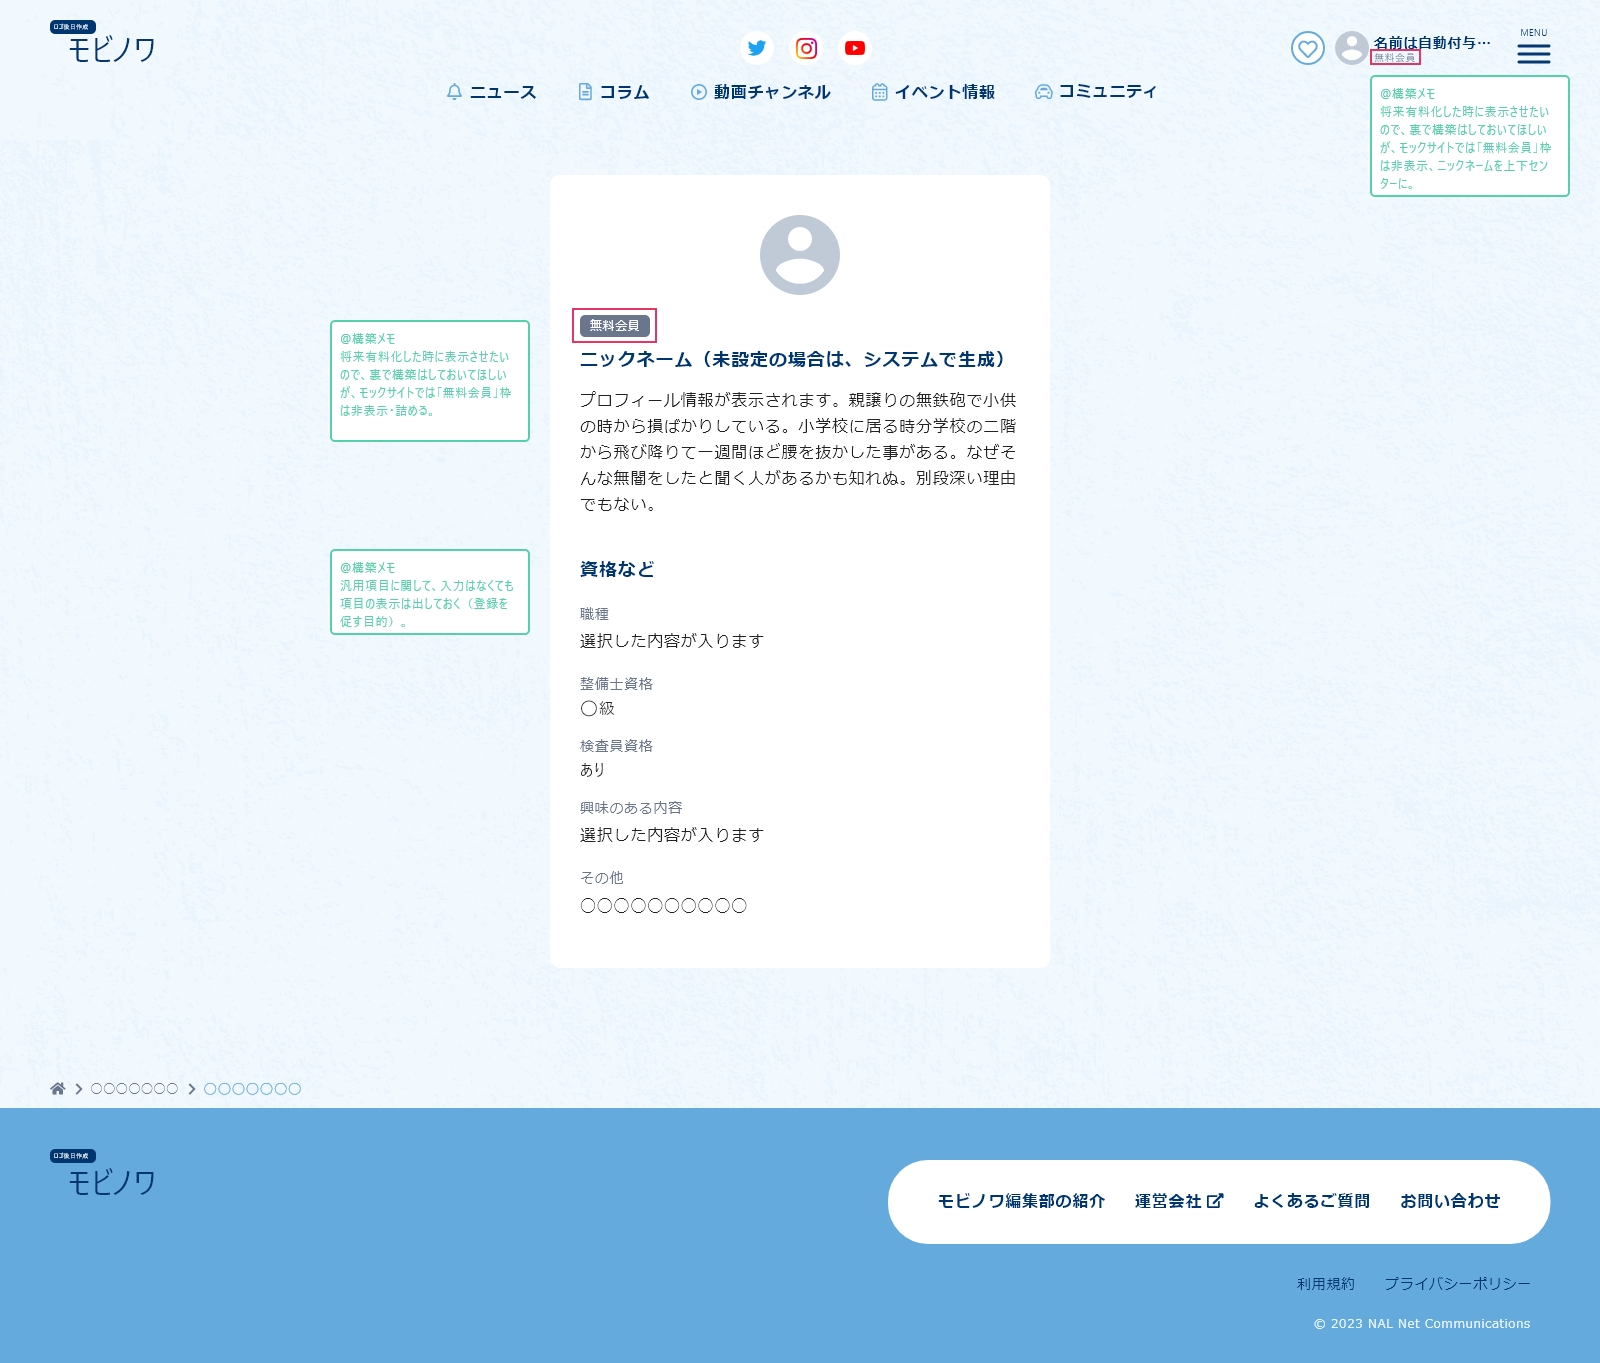 ロゴ後日作成
モビノワ
名前は自動付与…
無料会員
MENU
ニュース
コラム
動画チャンネル
イベント情報
コミュニティ
@構築メモ
将来有料化した時に表示させたい
ので、裏で構築はしておいてほしい
が、モックサイトでは「無料会員」枠
は非表示、ニックネームを上下セン
ターに。
@構築メモ
将来有料化した時に表示させたい
ので、裏で構築はしておいてほしい
が、モックサイトでは「無料会員」枠
は非表示・詰める。
無料会員
ニックネーム（未設定の場合は、システムで生成）
プロフィール情報が表示されます。親譲りの無鉄砲で小供
の時から損ばかりしている。小学校に居る時分学校の二階
から飛び降りて一週間ほど腰を抜かした事がある。なぜそ
んな無闇をしたと聞く人があるかも知れぬ。別段深い理由
でもない。
@構築メモ
汎用項目に関して、入力はなくても
項目の表示は出しておく（登録を
促す目的）。
資格など
職種
選択した内容が入ります
整備士資格
◯級
検査員資格
あり
興味のある内容
選択した内容が入ります
その他
〇〇〇〇〇〇〇〇〇〇
〇〇〇〇〇〇〇
〇〇〇〇〇〇〇
ロゴ後日作成
モビノワ
モビノワ編集部の紹介
運営会社
よくあるご質問
お問い合わせ
利用規約
プライバシーポリシー
© 2023 NAL Net Communications